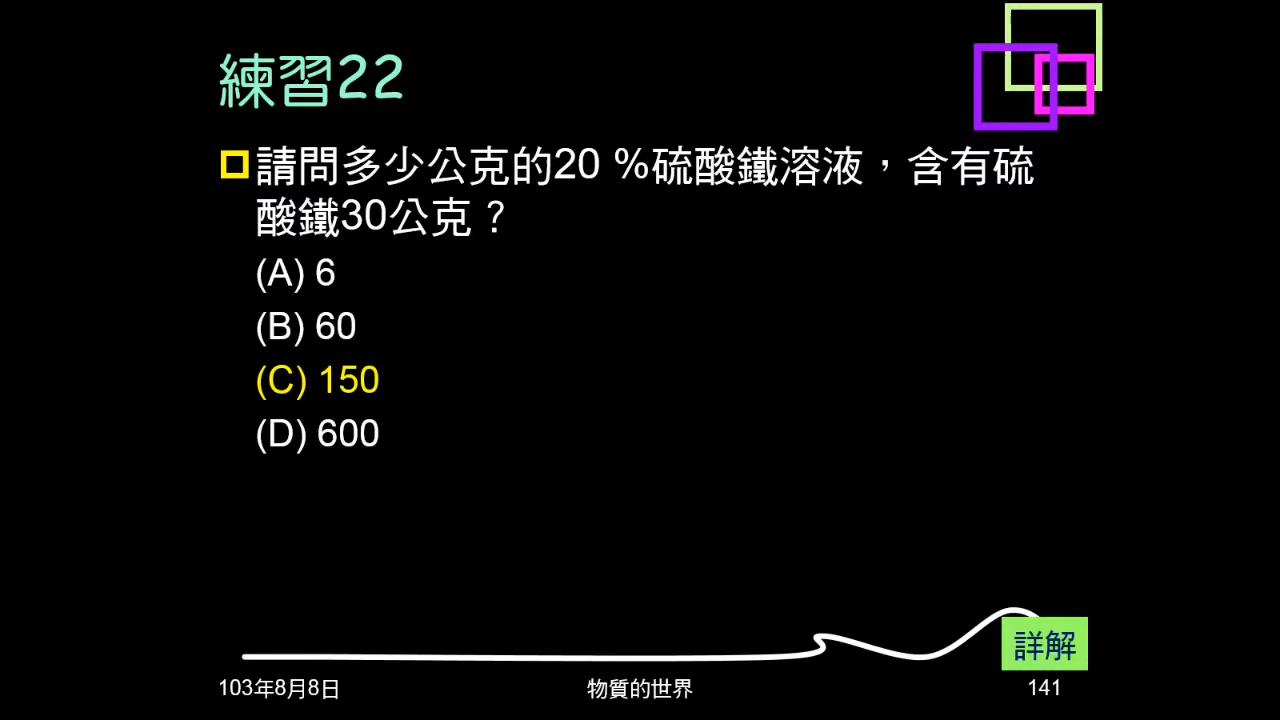 練習22
請問多少公克的20 %硫酸鐵溶液，含有硫
酸鐵30公克？
(A) 6
(B) 60
(C) 150
(D) 600
詳解
103年8月8日
物質的世界
141